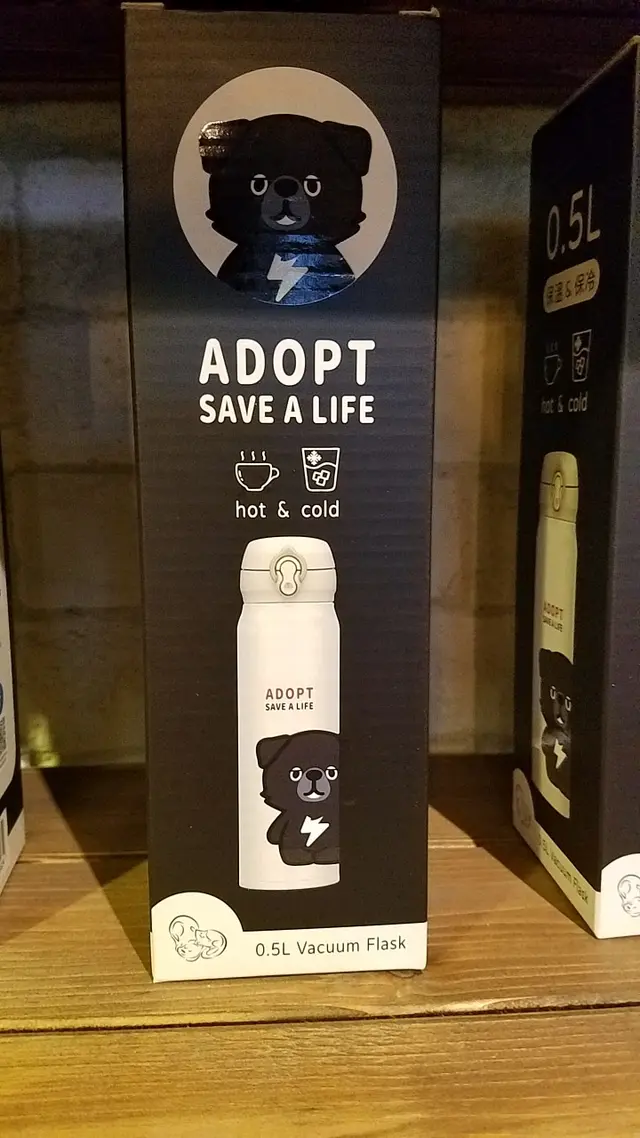 ADOPT
SAVE A LIFE
hot & cold
ADOPT
SAVE A LIFE
0.5L Vacuum Flask
0.5L
保溫 & 保冷
hot & cold
ADOPT
SAVE A LIFE
0.5L Vacuum Flask